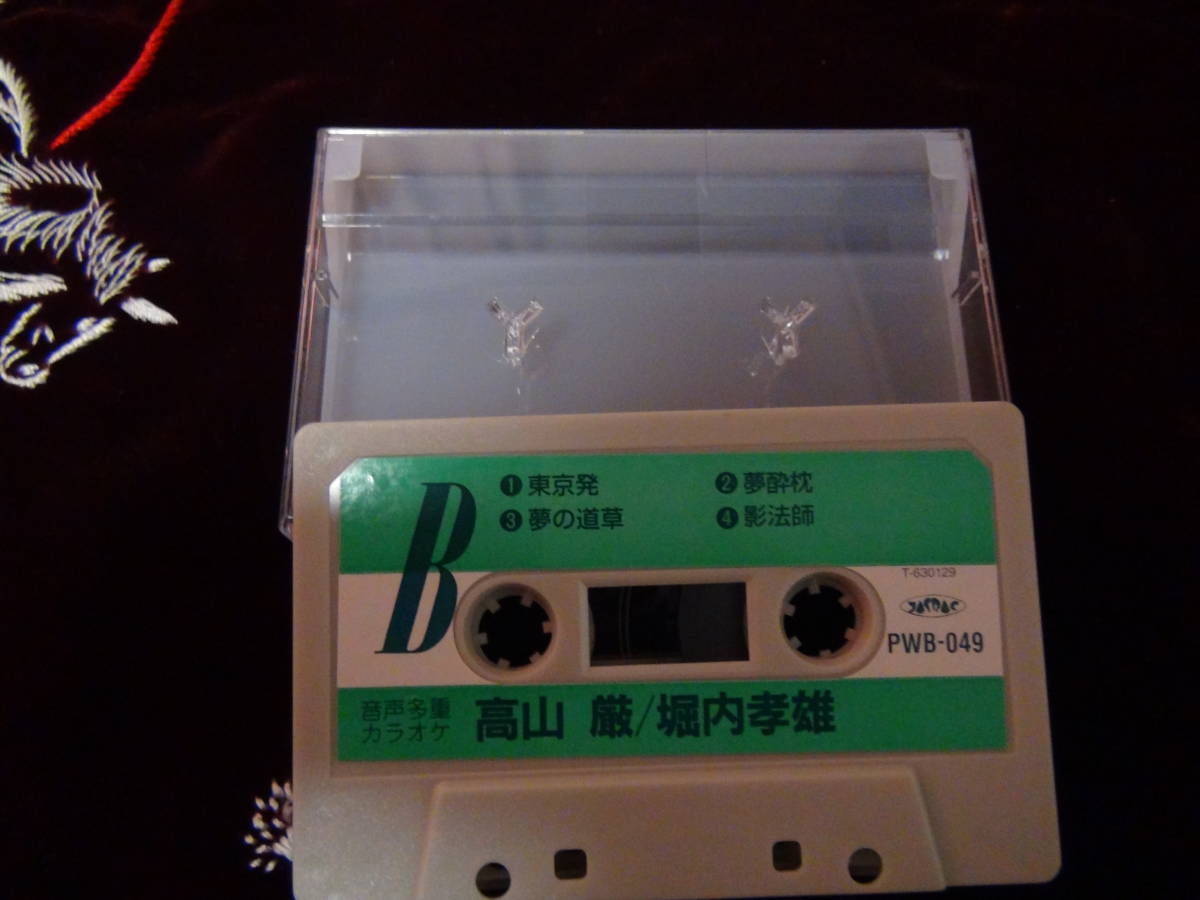 B
❶ 東京発 ❷ 夢酔枕
❸ 夢の道草 ❹ 影法師
T-630129
JASRAC
PWB-049
音声多重
カラオケ
高山 厳/堀内孝雄